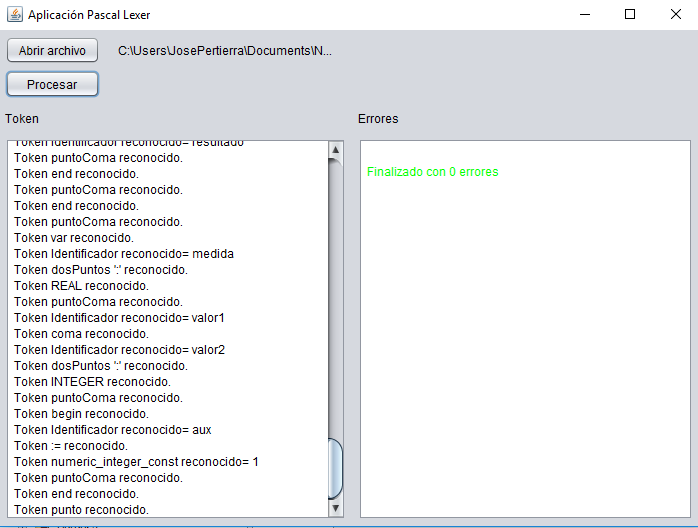 Aplicación Pascal Lexer
Abrir archivo C:\Users\JosePertierra\Documents\N...
Procesar
Token
Errores
Token Identificador reconocido= resultado
Token puntoComa reconocido.
Token end reconocido.
Token puntoComa reconocido.
Token end reconocido.
Token puntoComa reconocido.
Token var reconocido.
Token Identificador reconocido= medida
Token dosPuntos ':' reconocido.
Token REAL reconocido.
Token puntoComa reconocido.
Token Identificador reconocido= valor1
Token coma reconocido.
Token Identificador reconocido= valor2
Token dosPuntos ':' reconocido.
Token INTEGER reconocido.
Token puntoComa reconocido.
Token begin reconocido.
Token Identificador reconocido= aux
Token := reconocido.
Token numeric_integer_const reconocido= 1
Token puntoComa reconocido.
Token end reconocido.
Token punto reconocido.
Finalizado con 0 errores